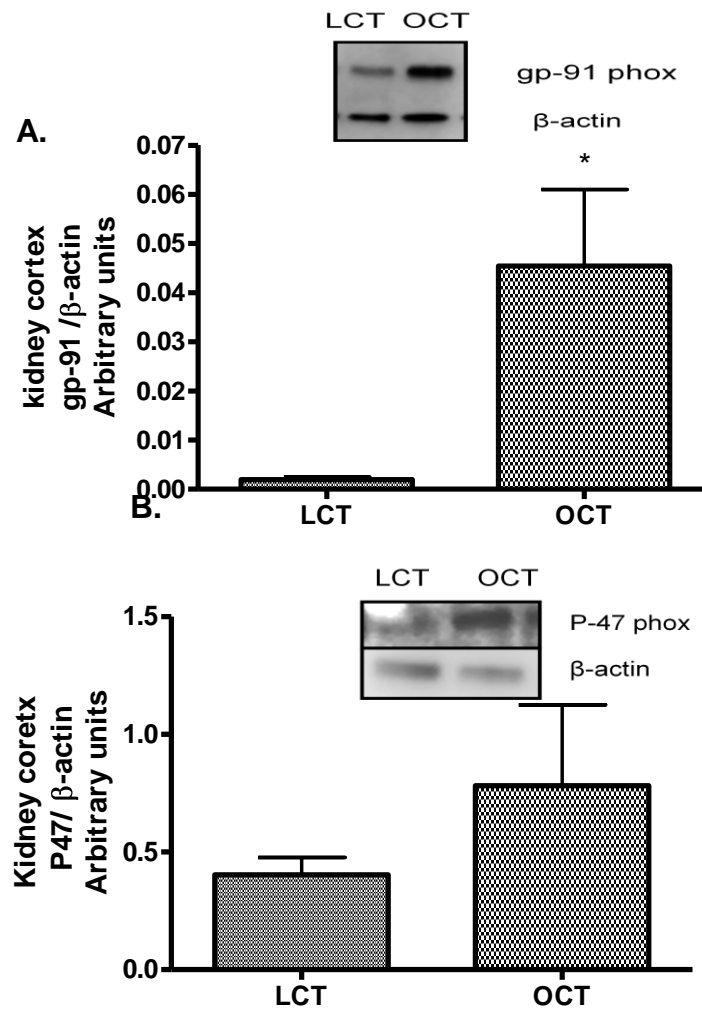 LCT OCT
gp-91 phox
β-actin
A.
*
0.07
0.06
0.05
0.04
0.03
0.02
0.01
0.00
kidney cortex
gp-91 /β-actin
Arbitrary units
LCT OCT
B.
LCT OCT
P-47 phox
β-actin
1.5
1.0
0.5
0.0
Kidney coretx
P47/ β-actin
Arbitrary units
LCT OCT